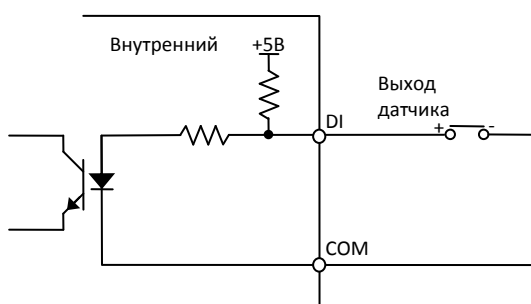 Внутренний +5В
Выход
датчика
DI
+ -
COM